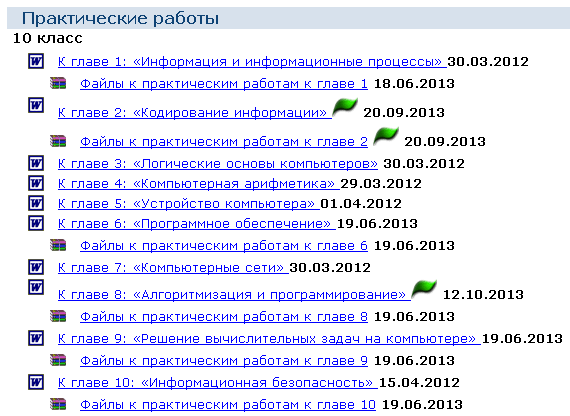 Практические работы
10 класс
К главе 1: «Информация и информационные процессы» 30.03.2012
Файлы к практическим работам к главе 1 18.06.2013
К главе 2: «Кодирование информации» 20.09.2013
Файлы к практическим работам к главе 2 20.09.2013
К главе 3: «Логические основы компьютеров» 30.03.2012
К главе 4: «Компьютерная арифметика» 29.03.2012
К главе 5: «Устройство компьютера» 01.04.2012
К главе 6: «Программное обеспечение» 19.06.2013
Файлы к практическим работам к главе 6 19.06.2013
К главе 7: «Компьютерные сети» 30.03.2012
К главе 8: «Алгоритмизация и программирование» 12.10.2013
Файлы к практическим работам к главе 8 19.06.2013
К главе 9: «Решение вычислительных задач на компьютере» 19.06.2013
Файлы к практическим работам к главе 9 19.06.2013
К главе 10: «Информационная безопасность» 15.04.2012
Файлы к практическим работам к главе 10 19.06.2013